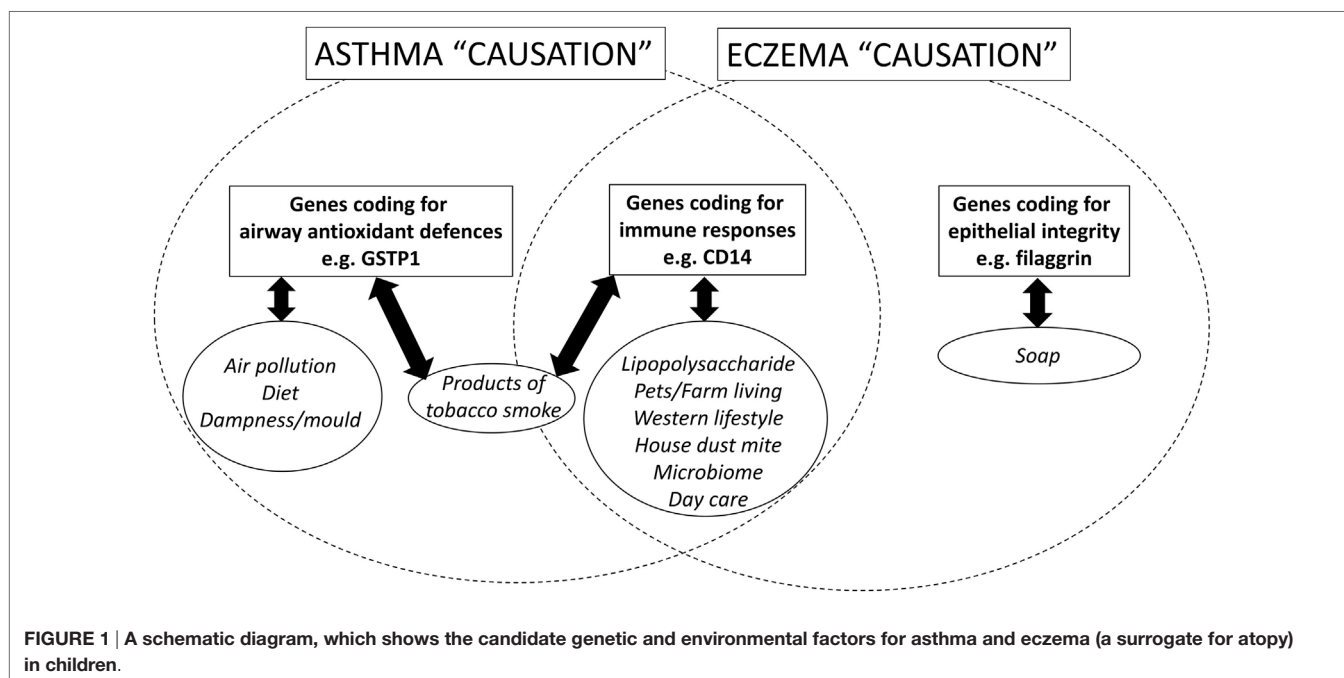 ASTHMA “CAUSATION”
ECZEMA “CAUSATION”
Genes coding for
airway antioxidant defences
e.g. GSTP1
Genes coding for
immune responses
e.g. CD14
Genes coding for
epithelial integrity
e.g. filaggrin
Air pollution
Diet
Dampness/mould
Products of
tobacco smoke
Lipopolysaccharide
Pets/Farm living
Western lifestyle
House dust mite
Microbiome
Day care
Soap
FIGURE 1 | A schematic diagram, which shows the candidate genetic and environmental factors for asthma and eczema (a surrogate for atopy)
in children.